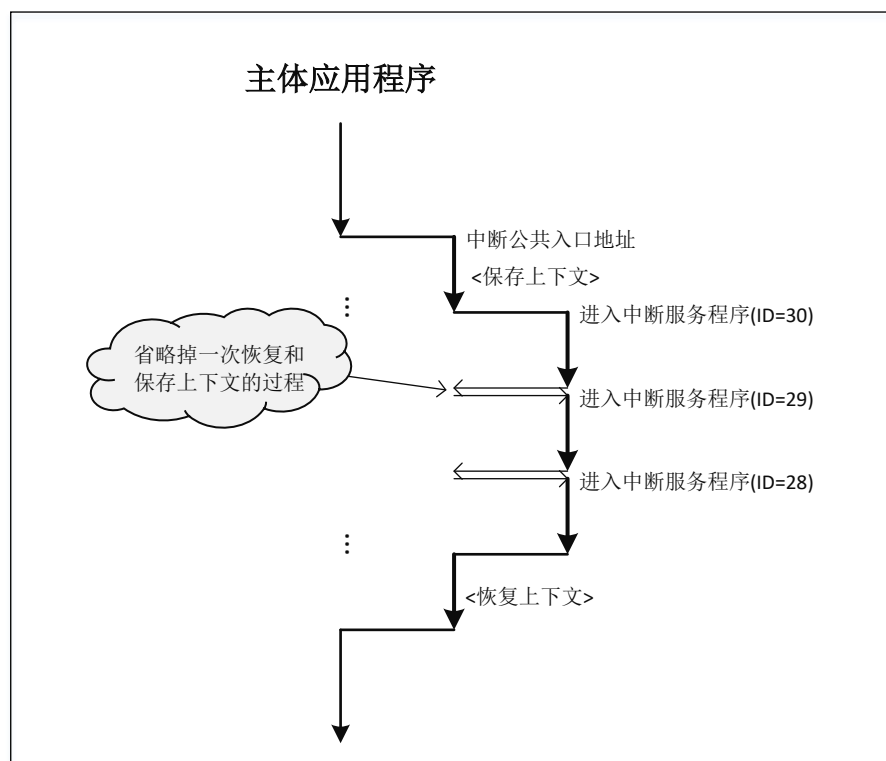 主体应用程序
中断公共入口地址
<保存上下文>
进入中断服务程序(ID=30)
省略掉一次恢复和
保存上下文的过程
进入中断服务程序(ID=29)
进入中断服务程序(ID=28)
<恢复上下文>